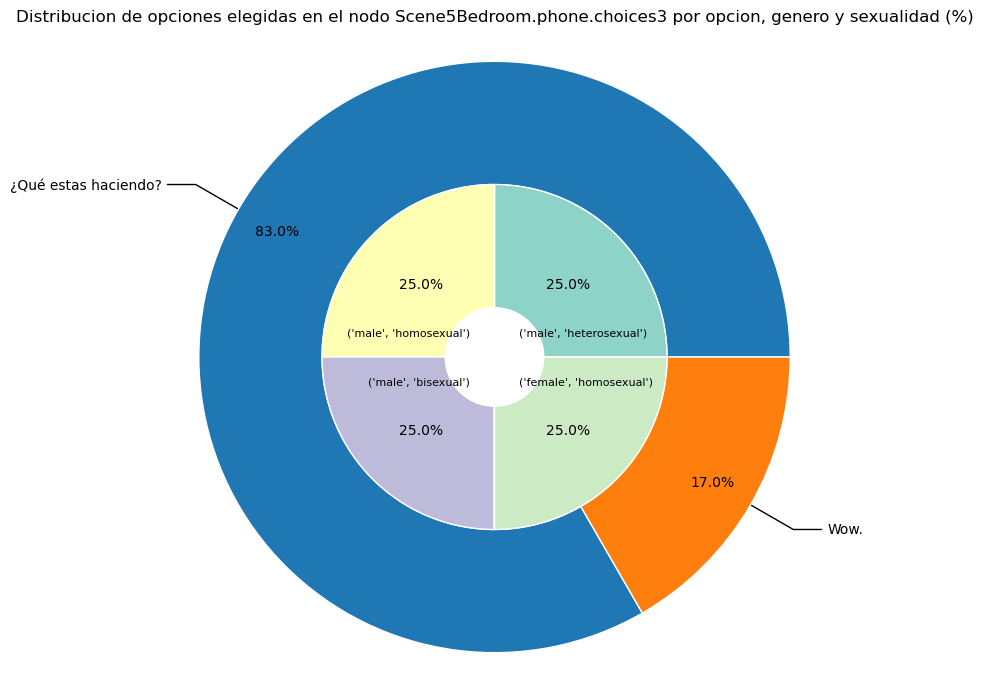 Distribucion de opciones elegidas en el nodo Scene5Bedroom.phone.choices3 por opcion, genero y sexualidad (%)
¿Qué estas haciendo?
83.0%
25.0%
25.0%
('male', 'homosexual')
('male', 'heterosexual')
('male', 'bisexual')
('female', 'homosexual')
25.0%
25.0%
17.0%
Wow.